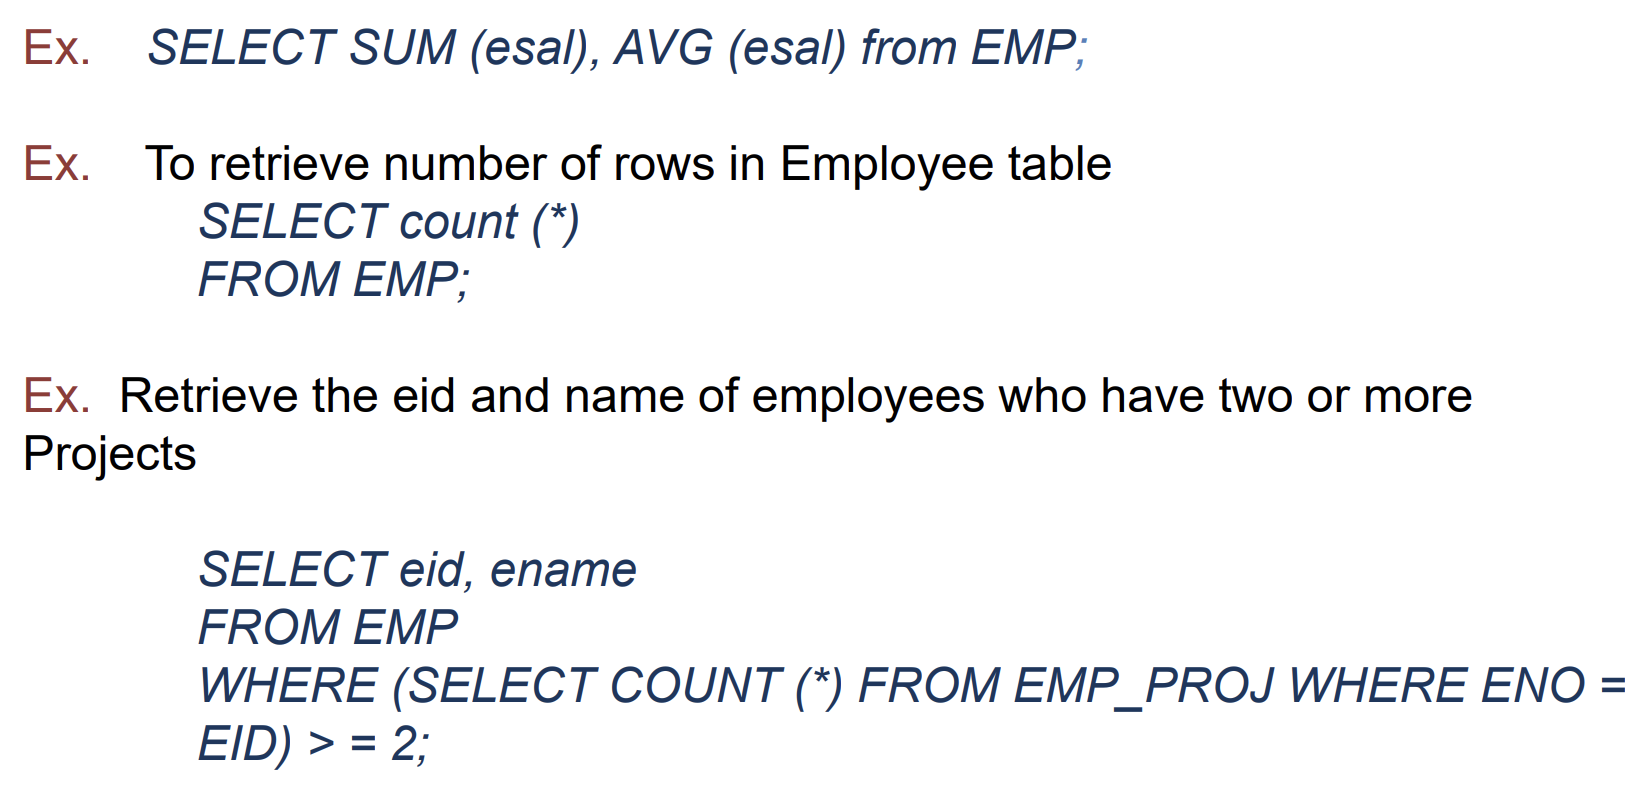 Ex. SELECT SUM (esal), AVG (esal) from EMP;
Ex. To retrieve number of rows in Employee table
SELECT count (*)
FROM EMP;
Ex. Retrieve the eid and name of employees who have two or more
Projects
SELECT eid, ename
FROM EMP
WHERE (SELECT COUNT (*) FROM EMP_PROJ WHERE ENO =
EID) > = 2;